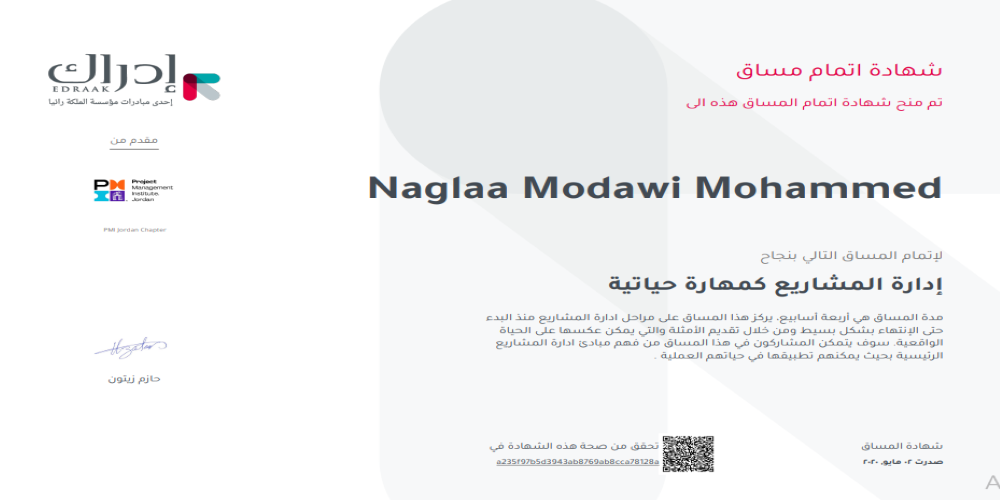 شهادة اتمام مساق
تم منح شهادة اتمام المساق هذه الى
Naglaa Modawi Mohammed
لإتمام المساق التالي بنجاح
إدارة المشاريع كمهارة حياتية
مدة المساق هي أربعة أسابيع. يركز هذا المساق على مراحل ادارة المشاريع منذ البدء
حتى الإنتهاء بشكل بسيط ومن خلال تقديم الأمثلة والتي يمكن عكسها على الحياة
الواقعية. سوف يتمكن المشاركون في هذا المساق من فهم مبادئ ادارة المشاريع
الرئيسية بحيث يمكنهم تطبيقها في حياتهم العملية .
شهادة المساق
صدرت ٠٢ مايو, ٢٠٢٠
تحقق من صحة هذه الشهادة في
a235f97b5d3943ab8769ab8cca78128a
إدراك
EDRAAK
إحدى مبادرات مؤسسة الملكة رانيا
مقدم من
Project
Management
Institute.
Jordan
PMI Jordan Chapter
حازم زيتون